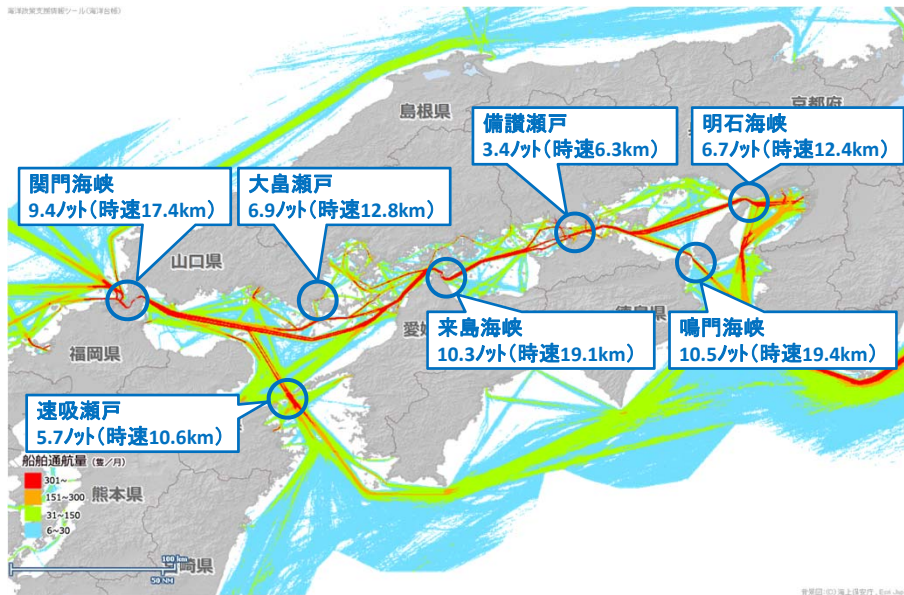 海洋政策支援情報ツール(海洋台帳)
島根県
京都府
備讃瀬戸
3.4ノット(時速6.3km)
明石海峡
6.7ノット(時速12.4km)
関門海峡
9.4ノット(時速17.4km)
大畠瀬戸
6.9ノット(時速12.8km)
山口県
福岡県
徳島県
来島海峡
10.3ノット(時速19.1km)
鳴門海峡
10.5ノット(時速19.4km)
速吸瀬戸
5.7ノット(時速10.6km)
船舶通航量 (隻/月)
301~
151~300
31~150
6~30
熊本県
宮崎県
100 km
50 NM
背景図:(C)海上保安庁, Esri Japan